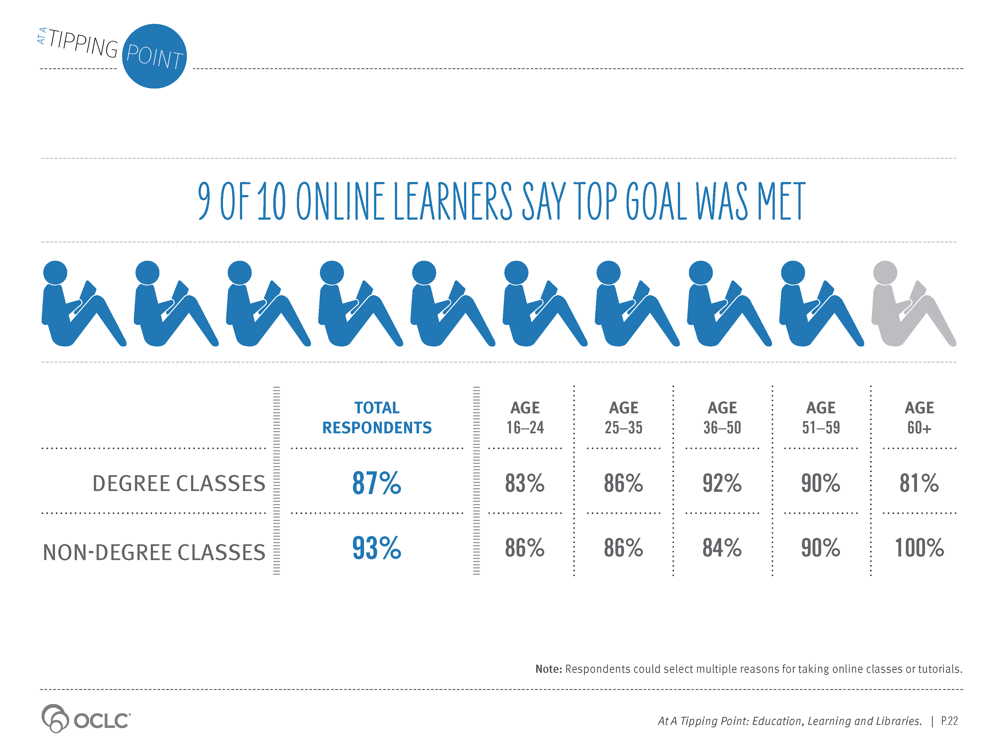 AT A TIPPING POINT
9 OF 10 ONLINE LEARNERS SAY TOP GOAL WAS MET
TOTAL RESPONDENTS
AGE 16–24
AGE 25–35
AGE 36–50
AGE 51–59
AGE 60+
DEGREE CLASSES 87% 83% 86% 92% 90% 81%
NON-DEGREE CLASSES 93% 86% 86% 84% 90% 100%
Note: Respondents could select multiple reasons for taking online classes or tutorials.
OCLC
At A Tipping Point: Education, Learning and Libraries. | P.22